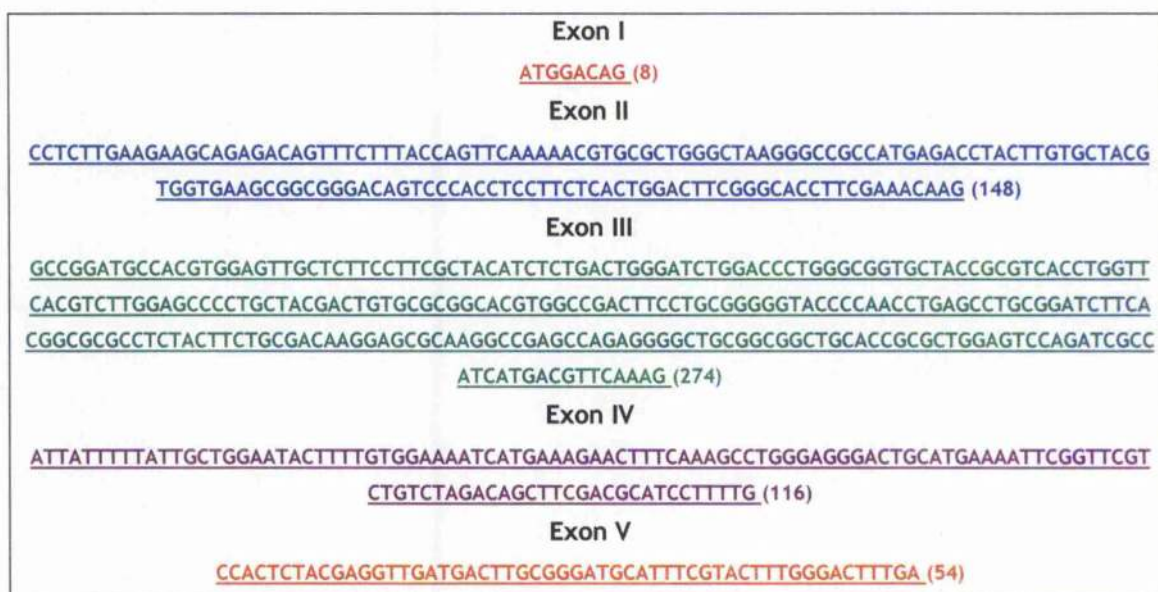 Exon I
ATGGACAG (8)
Exon II
CCTCTTGAAGAAGCAGAGACAGTTTCTTTACCAGTTCAAAAACGTGCGCTGGGCTAAGGGCCGCCATGAGACCTACTTGTGCTACG
TGGTGAAGCGGCGGGACAGTCCCACCTCCTTCTCACTGGACTTCGGGCACCTTCGAAACAAG (148)
Exon III
GCCGGATGCCACGTGGAGTTGCTCTTCCTTCGCTACATCTCTGACTGGGATCTGGACCCTGGGCGGTGCTACCGCGTCACCTGGTT
CACGTCTTGGAGCCCCTGCTACGACTGTGCGCGGCACGTGGCCGACTTCCTGCGGGGGTACCCCAACCTGAGCCTGCGGATCTTCA
CGGCGCGCCTCTACTTCTGCGACAAGGAGCGCAAGGCCGAGCCAGAGGGGCTGCGGCGGCTGCACCGCGCTGGAGTCCAGATCGCC
ATCATGACGTTCAAAG (274)
Exon IV
ATTATTTTTATTGCTGGAATACTTTTGTGGAAAATCATGAAAGAACTTTCAAAGCCTGGGAGGGACTGCATGAAAATTCGGTTCGT
CTGTCTAGACAGCTTCGACGCATCCTTTTG (116)
Exon V
CCACTCTACGAGGTTGATGACTTGCGGGATGCATTTCGTACTTTGGGACTTTGA (54)